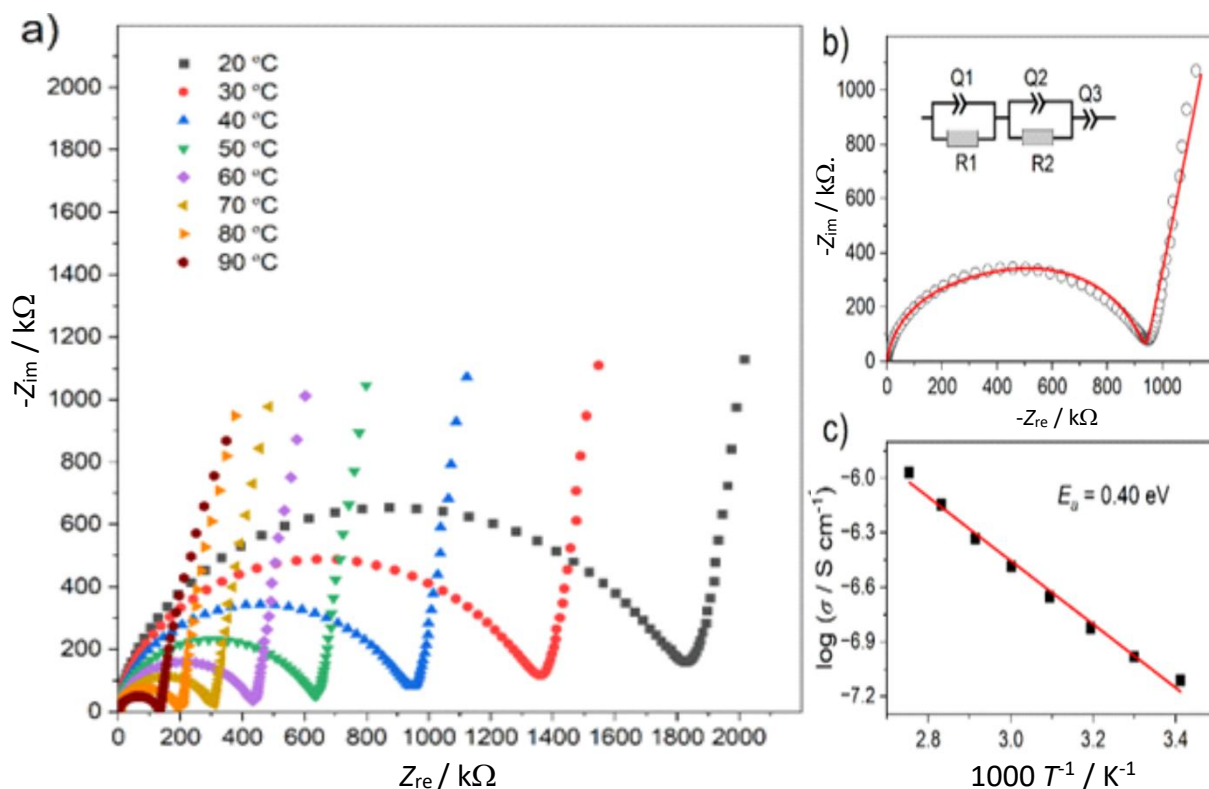 a)
20 °C
30 °C
40 °C
50 °C
60 °C
70 °C
80 °C
90 °C
-Zim / kΩ
2000
1800
1600
1400
1200
1000
800
600
400
200
0
0 200 400 600 800 1000 1200 1400 1600 1800 2000
Zre / kΩ
b)
Q1 Q2 Q3
R1 R2
-Zim / kΩ.
1000
800
600
400
200
0
0 200 400 600 800 1000
-Zre / kΩ
c)
Ea = 0.40 eV
log (σ / S cm⁻¹
−6.0
−6.3
−6.6
−6.9
−7.2
2.8 3.0 3.2 3.4
1000 T⁻¹ / K⁻¹